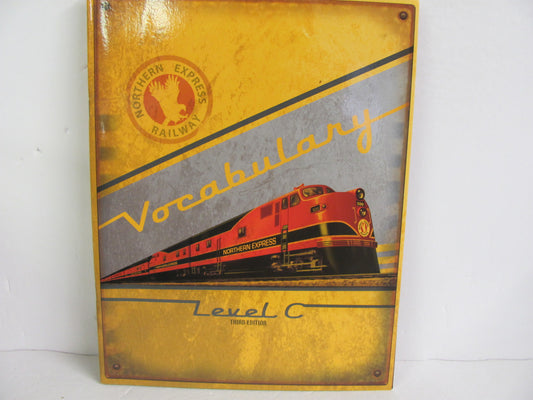 NORTHERN EXPRESS
RAILWAY
Vocabulary
NORTHERN EXPRESS
Level C
THIRD EDITION